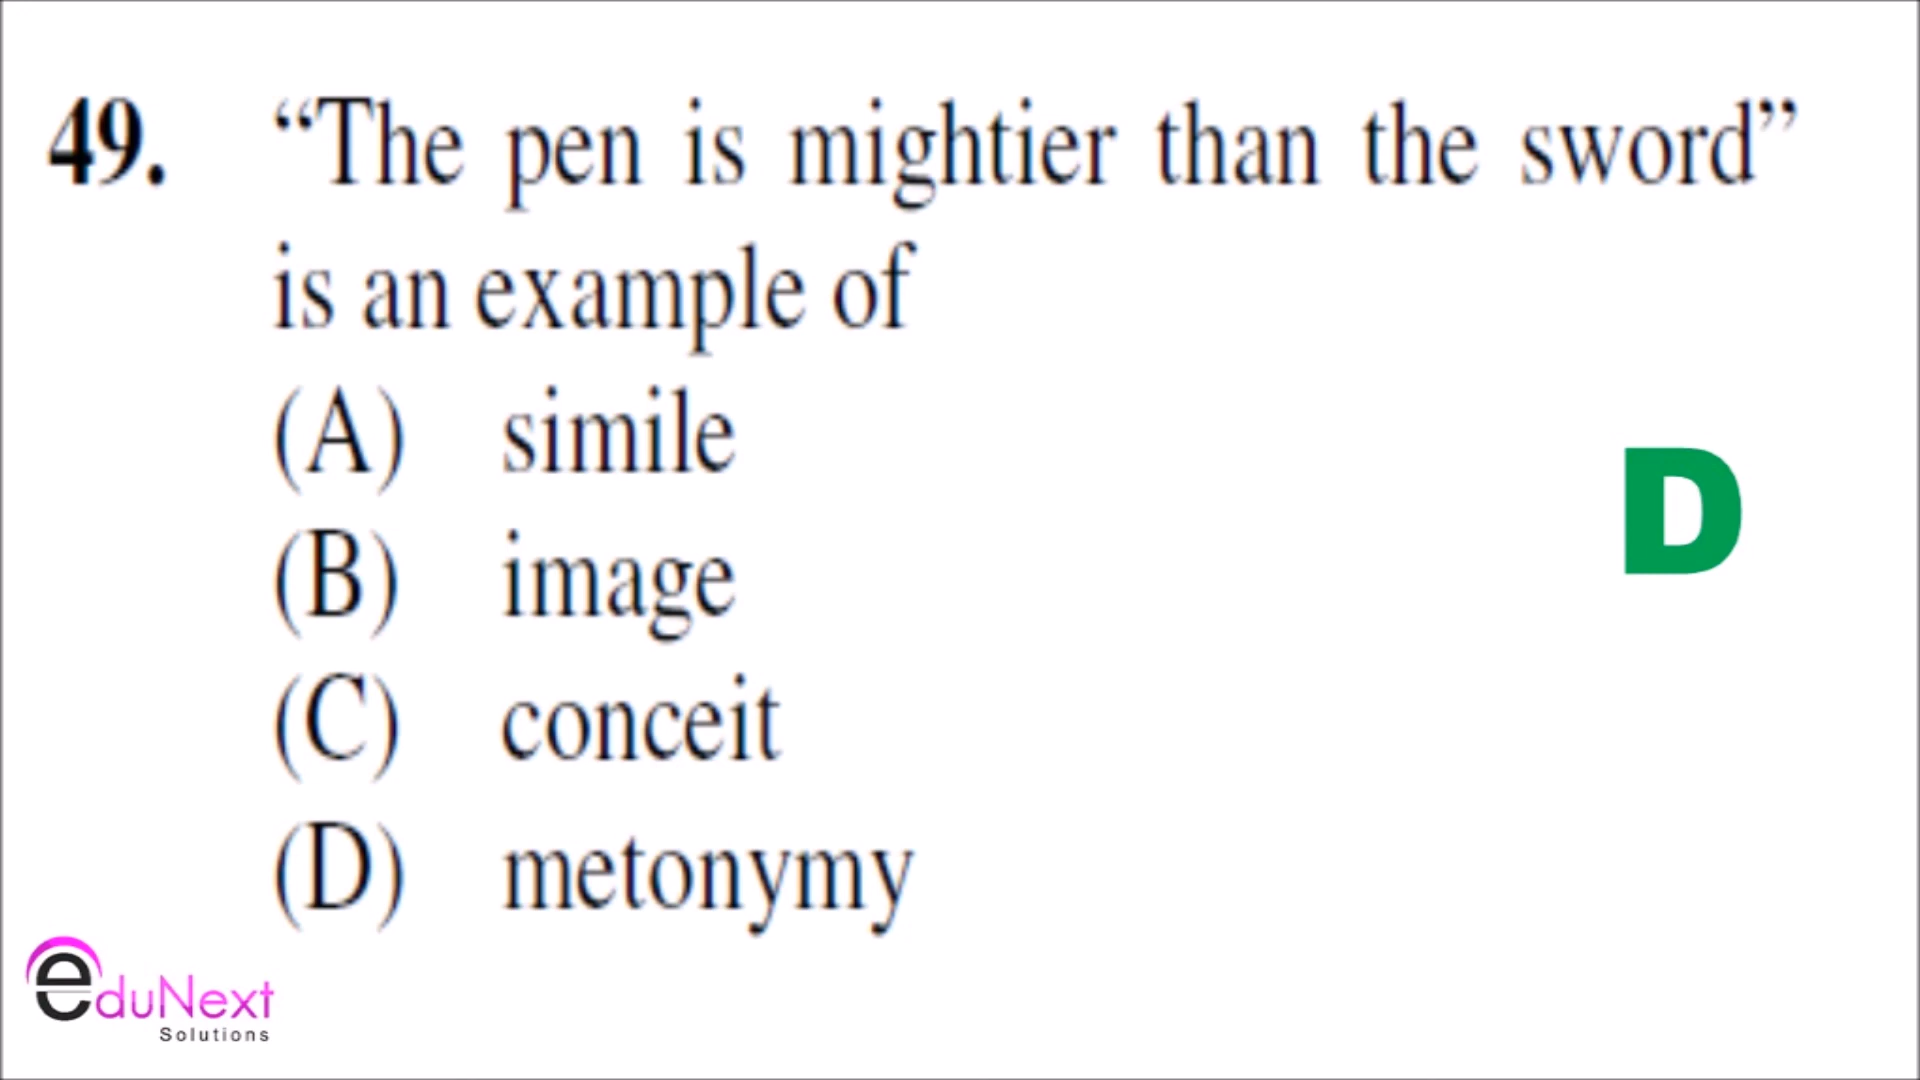 49. “The pen is mightier than the sword”
is an example of
(A) simile
(B) image
(C) conceit
(D) metonymy
D
eduNext
Solutions